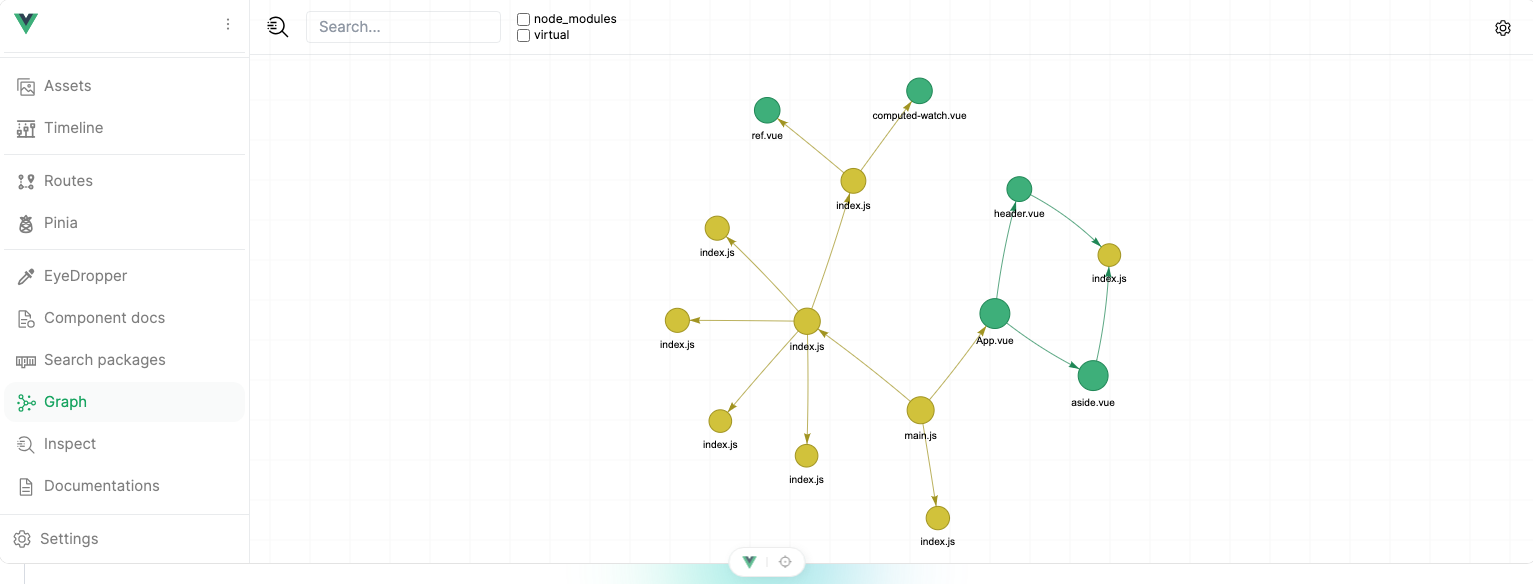 Search...
node_modules
virtual
Assets
Timeline
Routes
Pinia
EyeDropper
Component docs
Search packages
Graph
Inspect
Documentations
Settings
computed-watch.vue
ref.vue
index.js
header.vue
index.js
index.js
index.js
App.vue
index.js
index.js
aside.vue
main.js
index.js
index.js
index.js